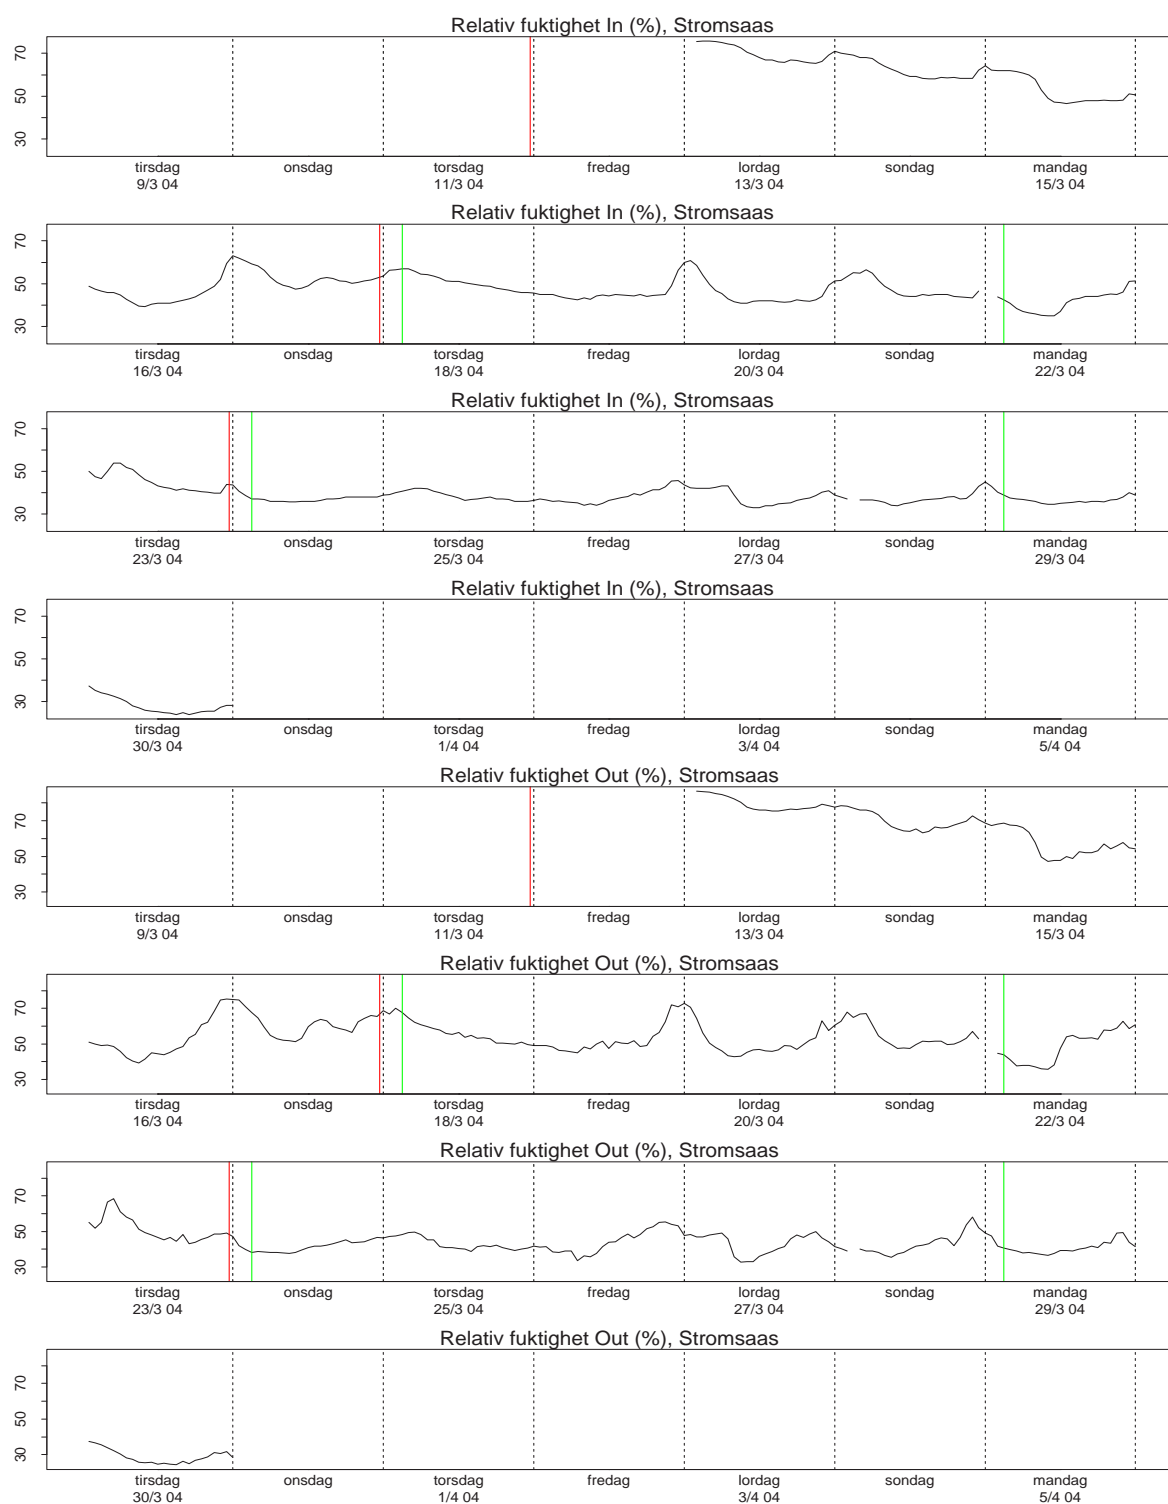 Relativ fuktighet In (%), Stromsaas
30 50 70
tirsdag onsdag torsdag fredag lordag sondag mandag
9/3 04 11/3 04 13/3 04 15/3 04
Relativ fuktighet In (%), Stromsaas
30 50 70
tirsdag onsdag torsdag fredag lordag sondag mandag
16/3 04 18/3 04 20/3 04 22/3 04
Relativ fuktighet In (%), Stromsaas
30 50 70
tirsdag onsdag torsdag fredag lordag sondag mandag
23/3 04 25/3 04 27/3 04 29/3 04
Relativ fuktighet In (%), Stromsaas
30 50 70
tirsdag onsdag torsdag fredag lordag sondag mandag
30/3 04 1/4 04 3/4 04 5/4 04
Relativ fuktighet Out (%), Stromsaas
30 50 70
tirsdag onsdag torsdag fredag lordag sondag mandag
9/3 04 11/3 04 13/3 04 15/3 04
Relativ fuktighet Out (%), Stromsaas
30 50 70
tirsdag onsdag torsdag fredag lordag sondag mandag
16/3 04 18/3 04 20/3 04 22/3 04
Relativ fuktighet Out (%), Stromsaas
30 50 70
tirsdag onsdag torsdag fredag lordag sondag mandag
23/3 04 25/3 04 27/3 04 29/3 04
Relativ fuktighet Out (%), Stromsaas
30 50 70
tirsdag onsdag torsdag fredag lordag sondag mandag
30/3 04 1/4 04 3/4 04 5/4 04